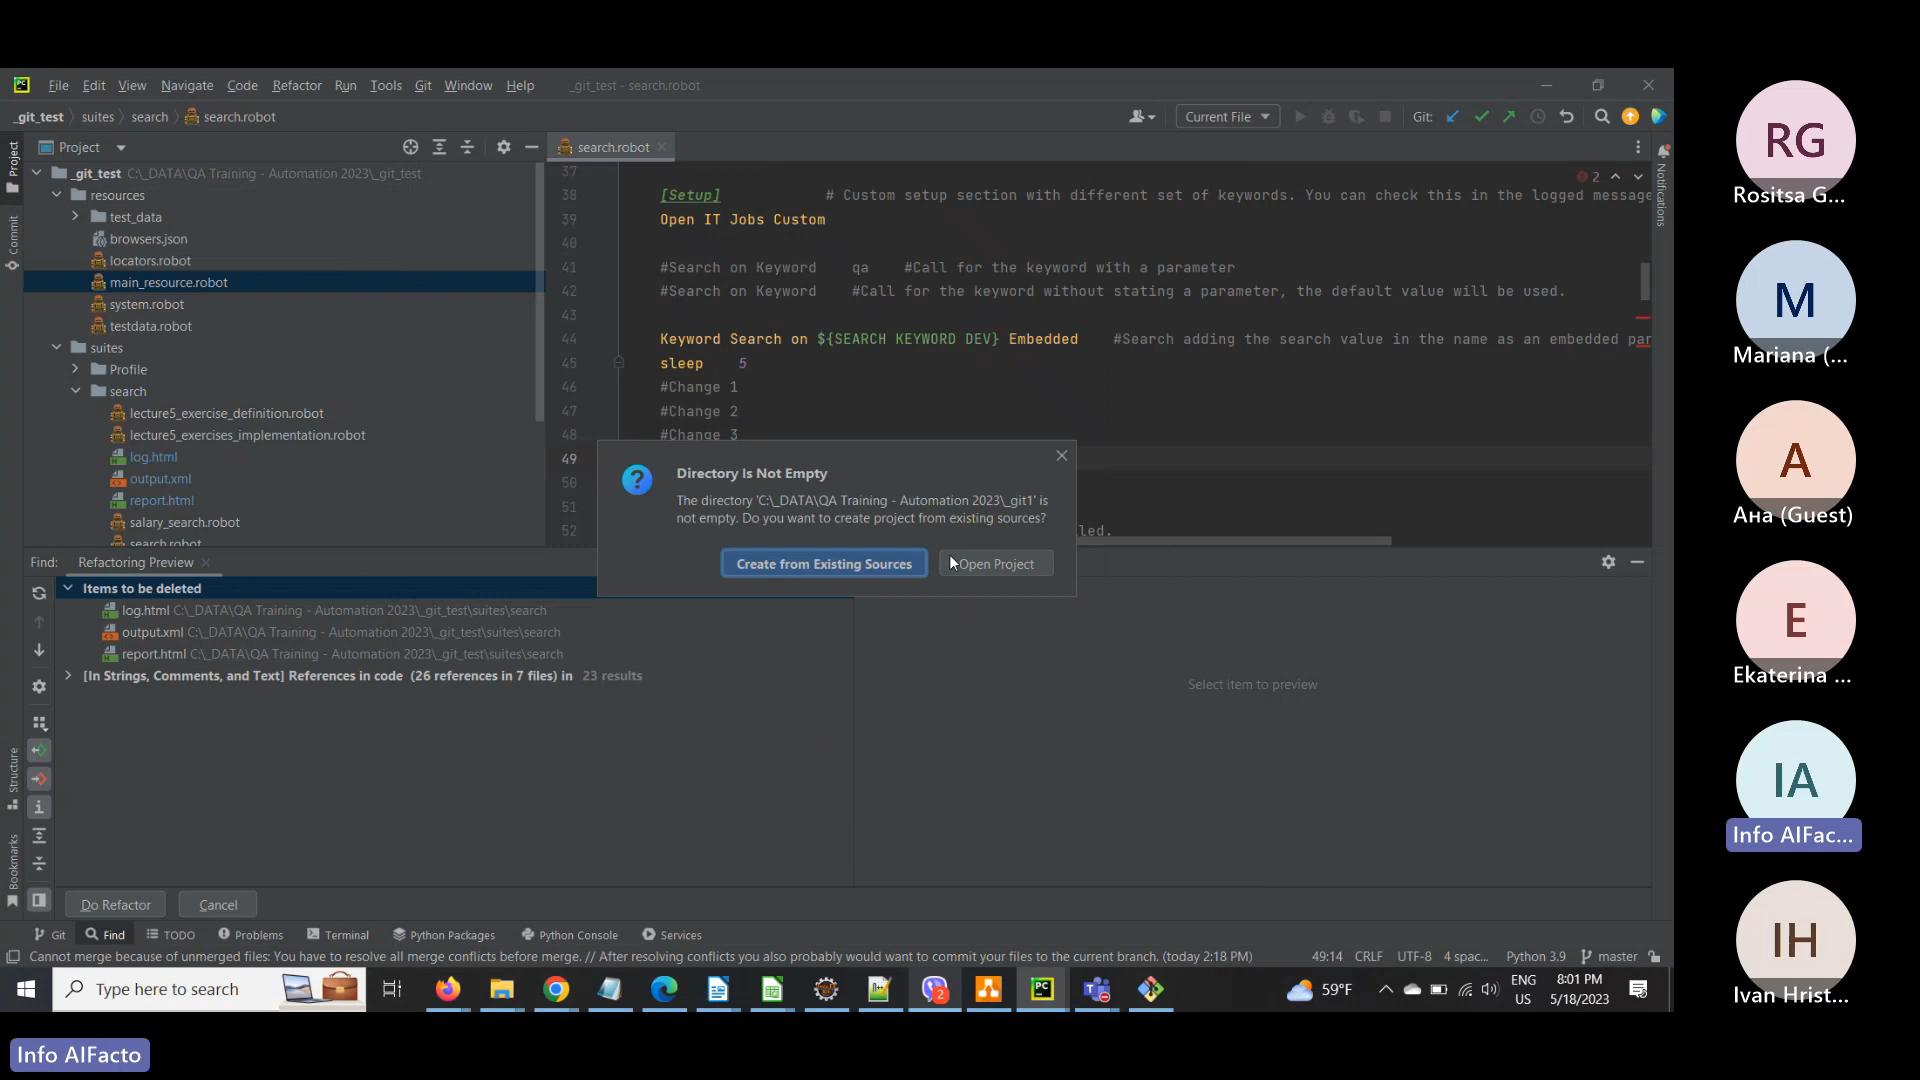 PC File Edit View Navigate Code Refactor Run Tools Git Window Help _git_test - search.robot
_git_test suites search search.robot Current File Git:
Project search.robot
Project
_git_test C:\_DATA\QA Training - Automation 2023\_git_test
resources
test_data
browsers.json
locators.robot
main_resource.robot
system.robot
testdata.robot
suites
Profile
search
lecture5_exercise_definition.robot
lecture5_exercises_implementation.robot
log.html
output.xml
report.html
salary_search.robot
search.robot
Commit
Structure
Bookmarks
Notifications
2
37
38 [Setup] # Custom setup section with different set of keywords. You can check this in the logged message
39 Open IT Jobs Custom
40
41 #Search on Keyword qa #Call for the keyword with a parameter
42 #Search on Keyword #Call for the keyword without stating a parameter, the default value will be used.
43
44 Keyword Search on ${SEARCH KEYWORD DEV} Embedded #Search adding the search value in the name as an embedded par
45 sleep 5
46 #Change 1
47 #Change 2
48 #Change 3
49
50
51
52 led.
Directory Is Not Empty
The directory 'C:\_DATA\QA Training - Automation 2023\_git1' is
not empty. Do you want to create project from existing sources?
Create from Existing Sources Open Project
Find: Refactoring Preview
Items to be deleted
log.html C:\_DATA\QA Training - Automation 2023\_git_test\suites\search
output.xml C:\_DATA\QA Training - Automation 2023\_git_test\suites\search
report.html C:\_DATA\QA Training - Automation 2023\_git_test\suites\search
[In Strings, Comments, and Text] References in code (26 references in 7 files) in 23 results
Select item to preview
Do Refactor Cancel
Git Find TODO Problems Terminal Python Packages Python Console Services
Cannot merge because of unmerged files: You have to resolve all merge conflicts before merge. // After resolving conflicts you also probably would want to commit your files to the current branch. (today 2:18 PM) 49:14 CRLF UTF-8 4 spac... Python 3.9 master
Type here to search 2 PC 59°F ENG US 8:01 PM 5/18/2023
RG
Rositsa G...
M
Mariana (...
A
Ана (Guest)
E
Ekaterina ...
IA
Info AIFac...
IH
Ivan Hrist...
Info AIFacto